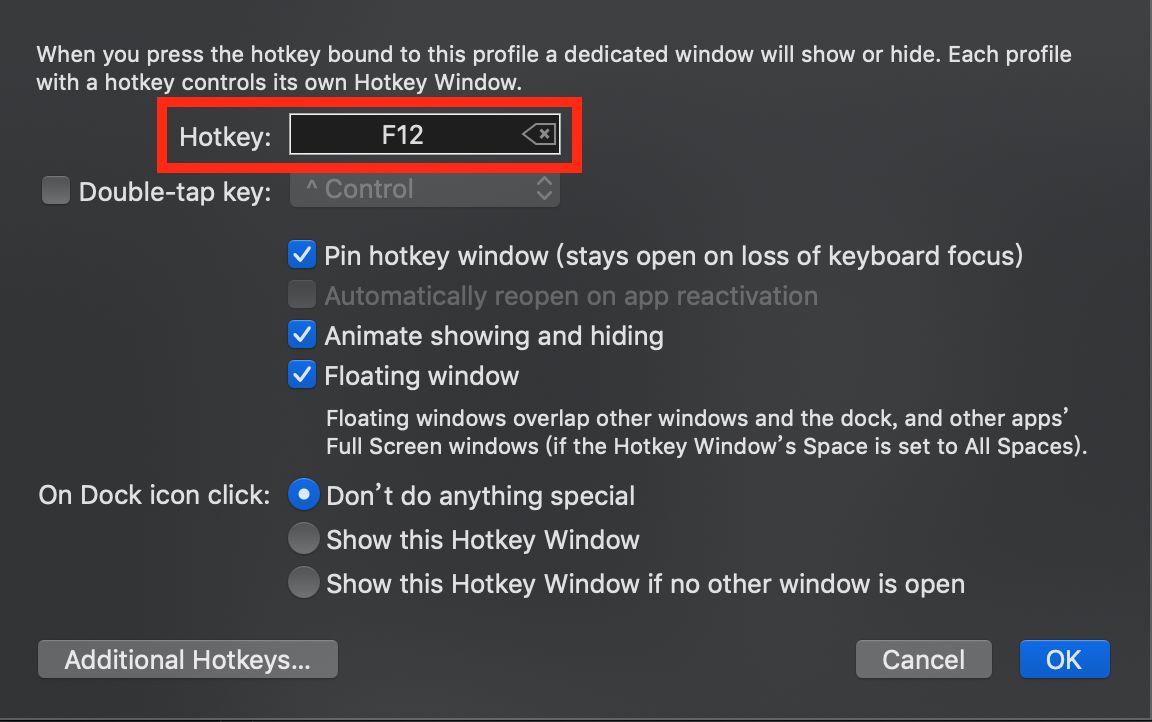 When you press the hotkey bound to this profile a dedicated window will show or hide. Each profile
with a hotkey controls its own Hotkey Window.
Hotkey: F12
Double-tap key: ^ Control
Pin hotkey window (stays open on loss of keyboard focus)
Automatically reopen on app reactivation
Animate showing and hiding
Floating window
Floating windows overlap other windows and the dock, and other apps’
Full Screen windows (if the Hotkey Window’s Space is set to All Spaces).
On Dock icon click: Don’t do anything special
Show this Hotkey Window
Show this Hotkey Window if no other window is open
Additional Hotkeys... Cancel OK